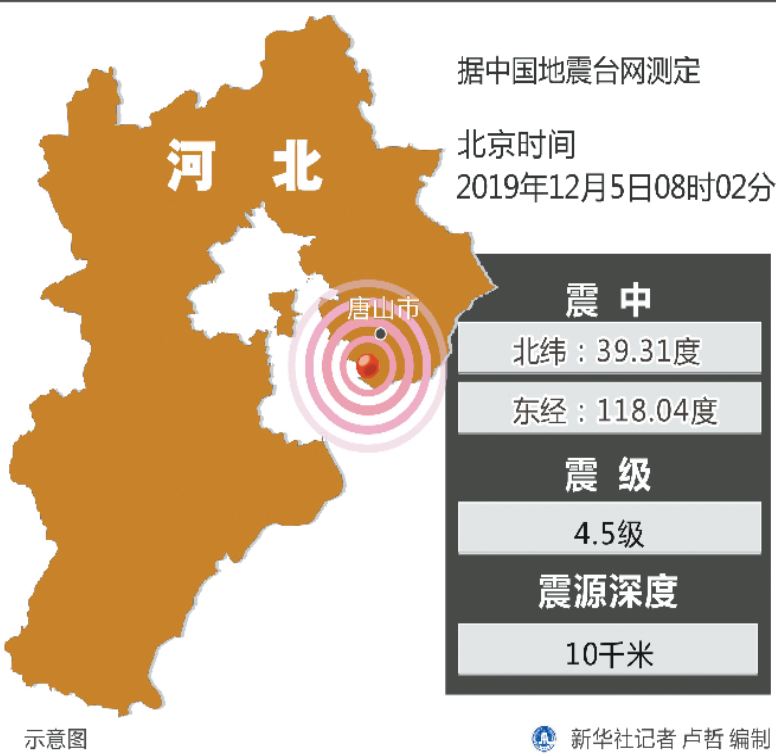 据中国地震台网测定
北京时间
2019年12月5日08时02分
河 北
唐山市
震 中
北纬：39.31度
东经：118.04度
震 级
4.5级
震源深度
10千米
示意图
新华社记者 卢哲 编制